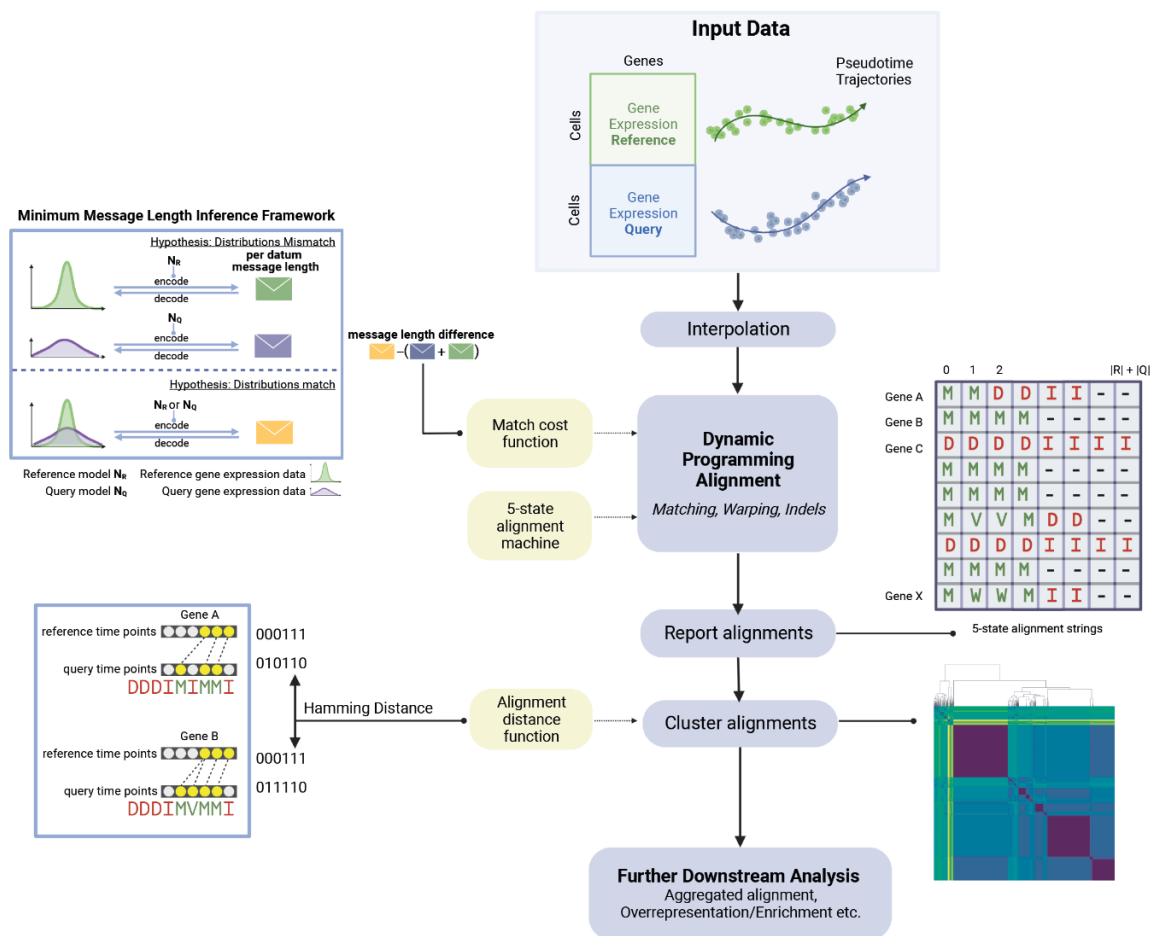 Input Data
Genes
Pseudotime
Trajectories
Cells
Gene
Expression
Reference
Cells
Gene
Expression
Query
Minimum Message Length Inference Framework
Hypothesis: Distributions Mismatch
per datum
message length
NR
encode
decode
NQ
encode
decode
Hypothesis: Distributions match
NR or NQ
encode
decode
Reference model NR
Reference gene expression data
Query model NQ
Query gene expression data
message length difference
–( + )
Interpolation
Match cost
function
5-state
alignment
machine
Dynamic
Programming
Alignment
Matching, Warping, Indels
0 1 2 |R| + |Q|
Gene A M M D D I I - -
Gene B M M M M - - - -
Gene C D D D D I I I I
M M M M - - - -
M M M M - - - -
M V V M D D - -
D D D D I I I I
M M M M - - - -
Gene X M W W M I I - -
5-state alignment strings
Report alignments
Gene A
reference time points 000111
query time points 010110
DDDIMIMMI
Hamming Distance
Gene B
reference time points 000111
query time points 011110
DDDIMVMMI
Alignment
distance
function
Cluster alignments
Further Downstream Analysis
Aggregated alignment,
Overrepresentation/Enrichment etc.